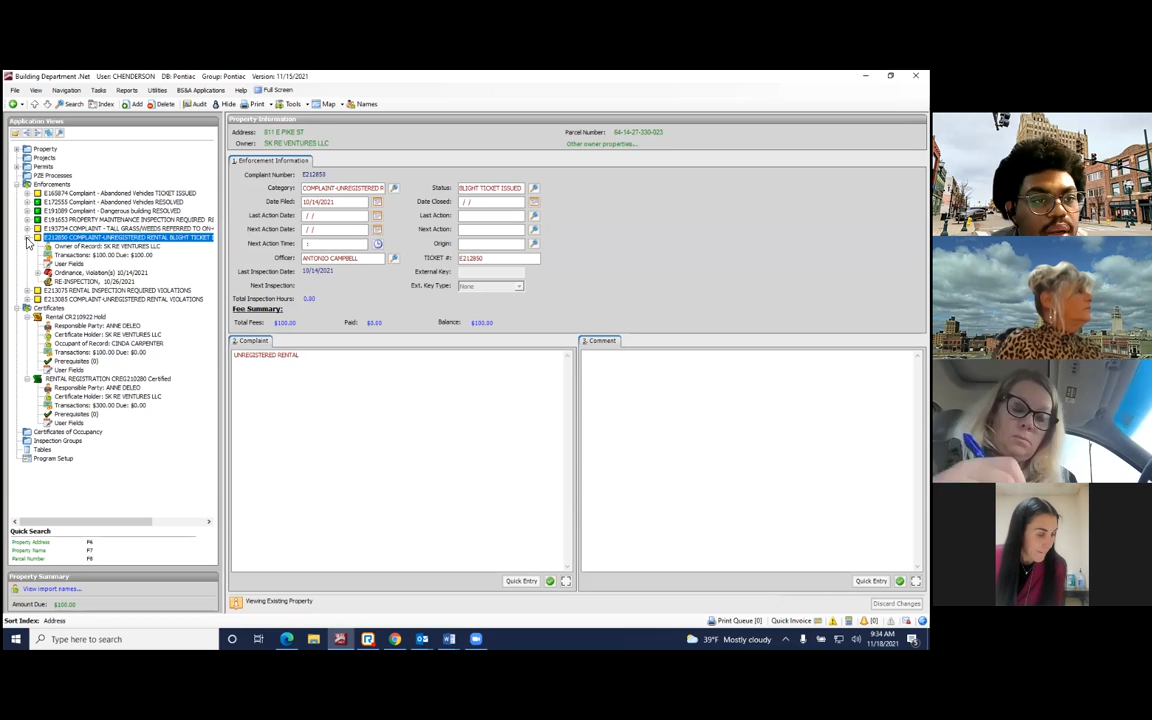 Building Department .Net User: CHENDERSON DB: Pontiac Group: Pontiac Version: 11/15/2021
File View Navigation Tasks Reports Utilities BS&A Applications Help Full Screen
Search Index Add Delete Audit Hide Print Tools Map Names
Application Views
Property
Projects
Permits
PZE Processes
Enforcements
E165874 Complaint - Abandoned Vehicles TICKET ISSUED
E172555 Complaint - Abandoned Vehicles RESOLVED
E191089 Complaint - Dangerous building RESOLVED
E191653 PROPERTY MAINTENANCE INSPECTION REQUIRED RI
E193734 COMPLAINT - TALL GRASS/WEEDS REFERRED TO ON-
E212850 COMPLAINT-UNREGISTERED RENTAL BLIGHT TICKET I
Owner of Record: SK RE VENTURES LLC
Transactions: $100.00 Due: $100.00
User Fields
Ordinance, Violation(s) 10/14/2021
RE-INSPECTION, 10/26/2021
E213075 RENTAL INSPECTION REQUIRED VIOLATIONS
E213085 COMPLAINT-UNREGISTERED RENTAL VIOLATIONS
Certificates
Rental CR210922 Hold
Responsible Party: ANNE DELEO
Certificate Holder: SK RE VENTURES LLC
Occupant of Record: CINDA CARPENTER
Transactions: $100.00 Due: $0.00
Prerequisites (0)
User Fields
RENTAL REGISTRATION CREG210280 Certified
Responsible Party: ANNE DELEO
Certificate Holder: SK RE VENTURES LLC
Transactions: $300.00 Due: $0.00
Prerequisites (0)
User Fields
Certificates of Occupancy
Inspection Groups
Tables
Program Setup
Quick Search
Property Address F6
Property Name F7
Parcel Number F8
Property Summary
View import names...
Amount Due: $100.00
Property Information
Address: 811 E PIKE ST Parcel Number: 64-14-27-330-023
Owner: SK RE VENTURES LLC Other owner properties...
1. Enforcement Information
Complaint Number: E212850
Category: COMPLAINT-UNREGISTERED R Status: BLIGHT TICKET ISSUED
Date Filed: 10/14/2021 Date Closed: / /
Last Action Date: / / Last Action:
Next Action Date: / / Next Action:
Next Action Time: : Origin:
Officer: ANTONIO CAMPBELL TICKET #: E212850
Last Inspection Date: 10/14/2021 External Key:
Next Inspection: Ext. Key Type: None
Total Inspection Hours: 0.00
Fee Summary:
Total Fees: $100.00 Paid: $0.00 Balance: $100.00
2. Complaint
UNREGISTERED RENTAL
Quick Entry
3. Comment
Quick Entry
Viewing Existing Property
Discard Changes
Sort Index: Address Print Queue [0] Quick Invoice [0]
Type here to search
39°F Mostly cloudy
9:34 AM
11/18/2021